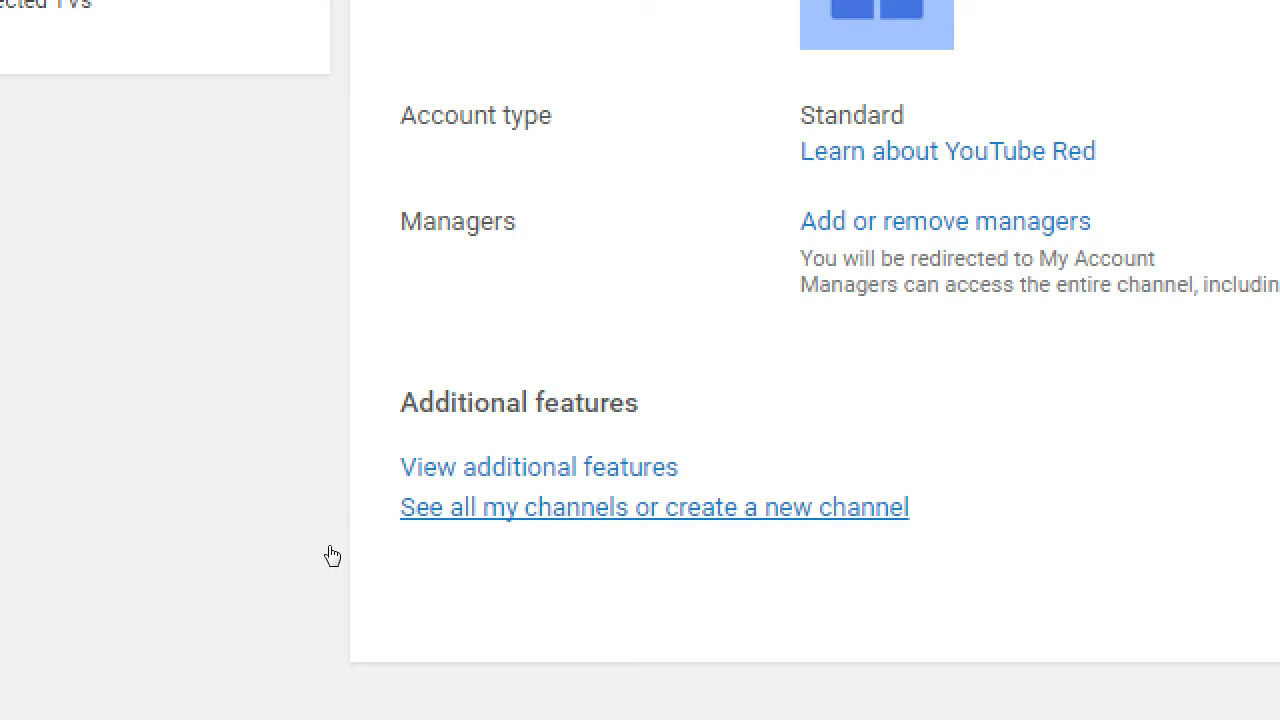 TVs
Account type
Standard
Learn about YouTube Red
Managers
Add or remove managers
You will be redirected to My Account
Managers can access the entire channel, includin
Additional features
View additional features
See all my channels or create a new channel